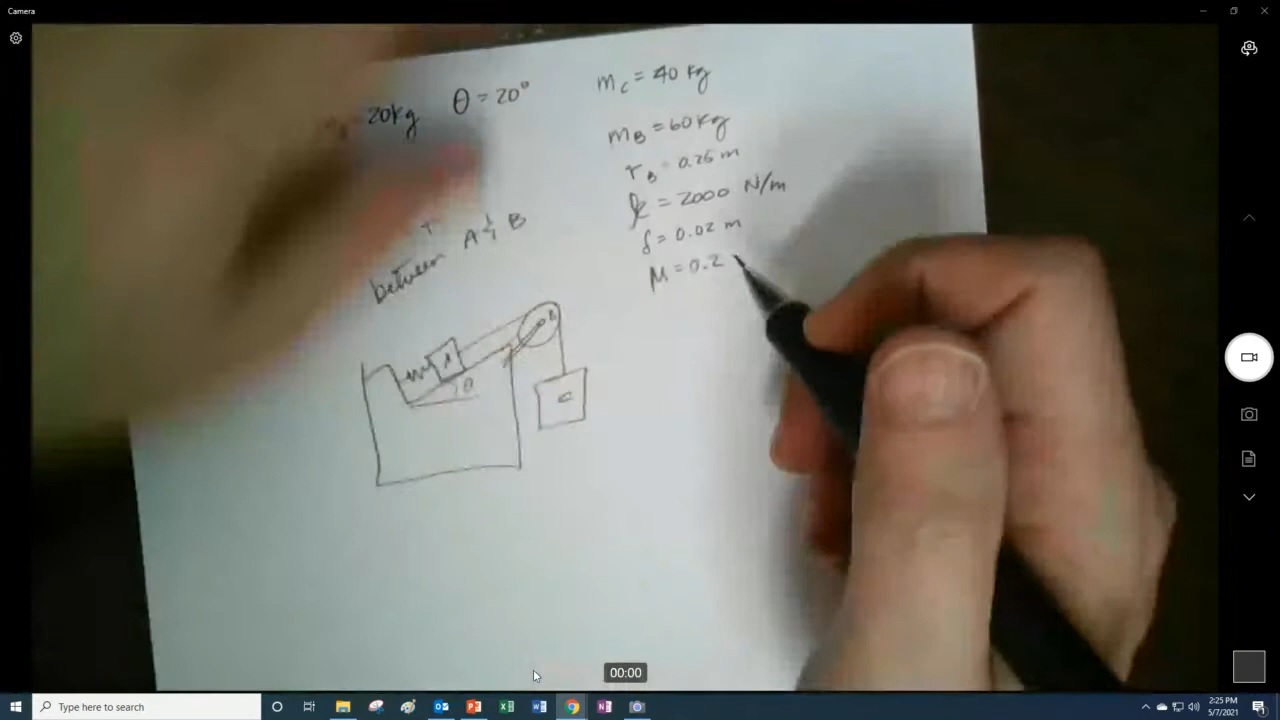 Camera
20kg θ = 20°
m_C = 40 kg
m_B = 60 kg
r_B = 0.25 m
k = 2000 N/m
δ = 0.02 m
μ = 0.2
T
between A & B
A
B
θ
C
00:00
Type here to search
2:25 PM
5/7/2021